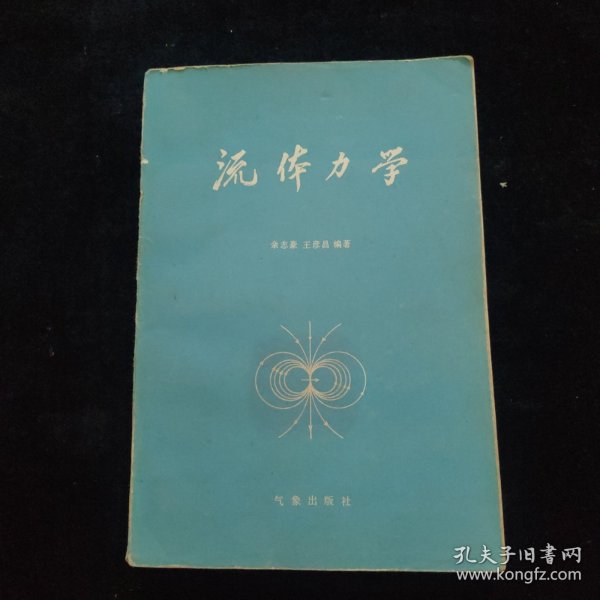 流体力学
余志豪 王彦昌 编著
气象出版社
孔夫子旧书网
www.kongfz.com